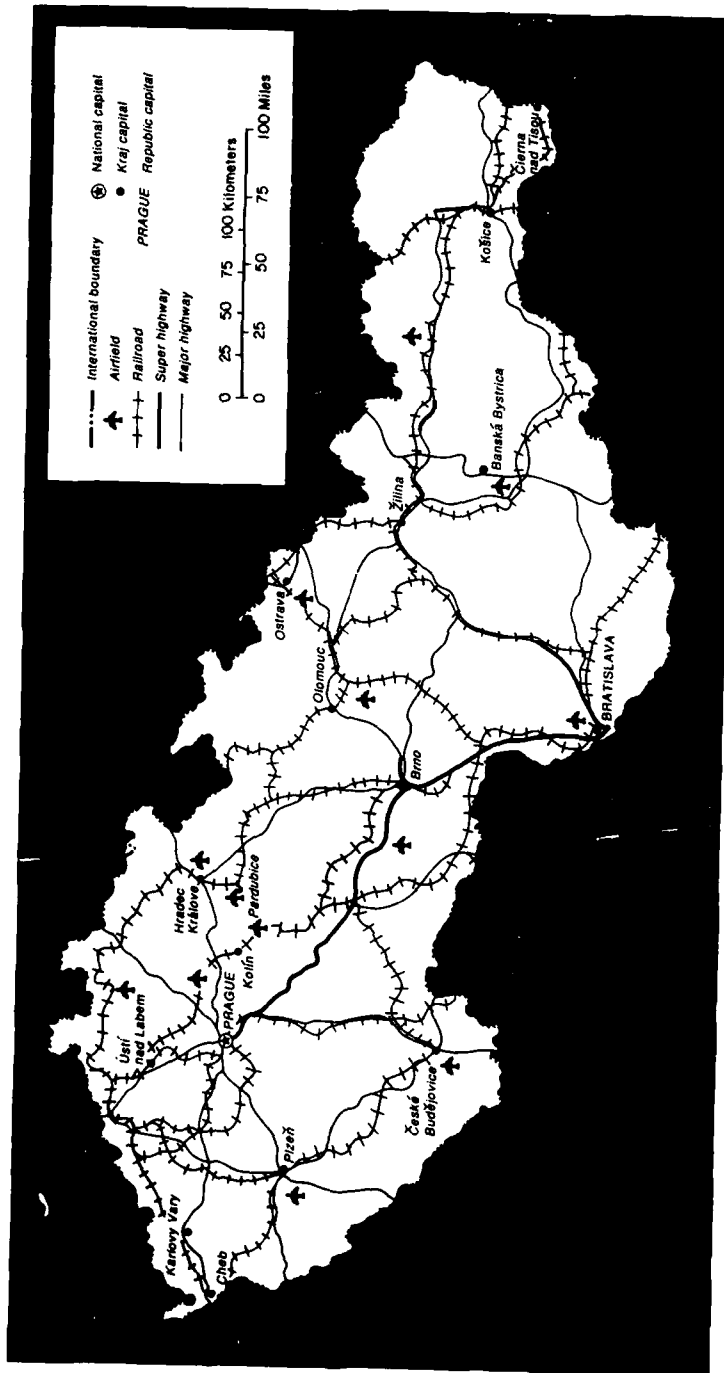 International boundary
Airfield
Railroad
Super highway
Major highway
National capital
Kraj capital
PRAGUE Republic capital
0 25 50 75 100 Kilometers
0 25 50 75 100 Miles
Karlovy Vary
Cheb
Plzeň
Ústí
nad Labem
PRAGUE
České
Budějovice
Kolín
Hradec
Králove
Pardubice
Brno
Olomouc
Ostrava
BRATISLAVA
Žilina
Banská Bystrica
Košice
Čierna
nad Tisou